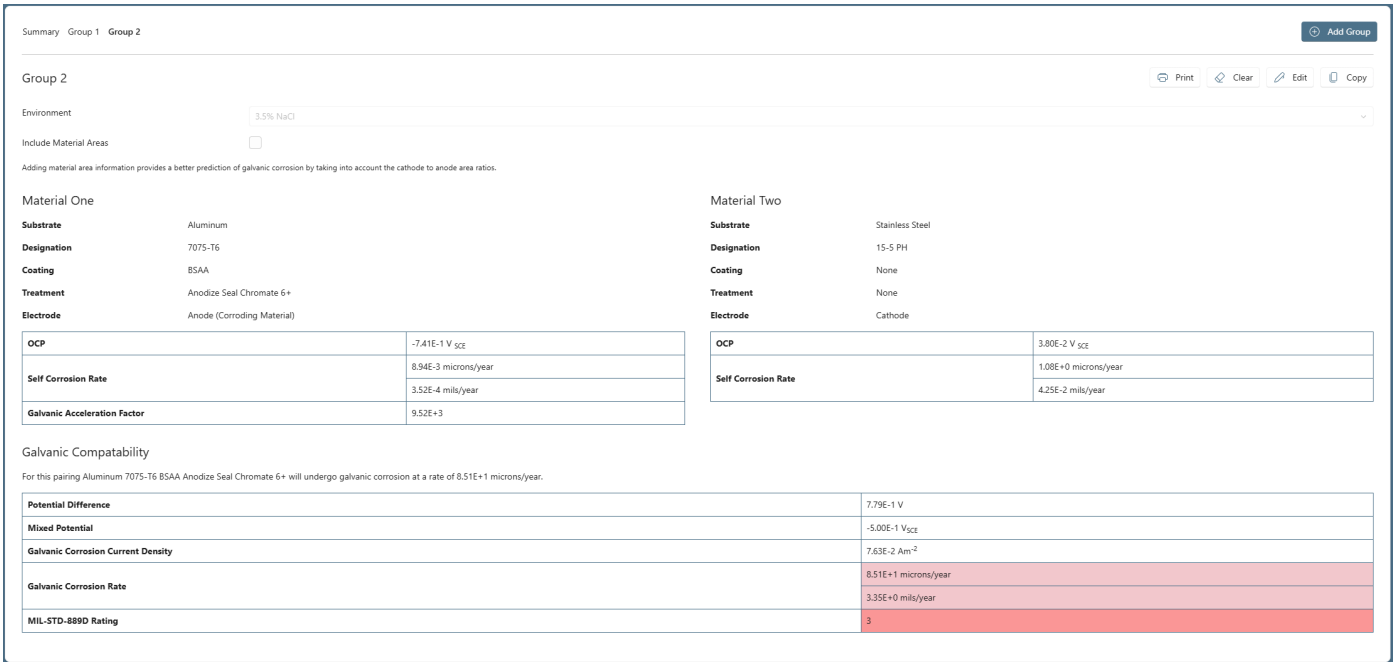 Summary Group 1 Group 2
Add Group
Group 2
Print Clear Edit Copy
Environment
3.5% NaCl
Include Material Areas
Adding material area information provides a better prediction of galvanic corrosion by taking into account the cathode to anode area ratios.
Material One
Substrate Aluminum
Designation 7075-T6
Coating BSAA
Treatment Anodize Seal Chromate 6+
Electrode Anode (Corroding Material)
OCP -7.41E-1 V SCE
Self Corrosion Rate
8.94E-3 microns/year
3.52E-4 mils/year
Galvanic Acceleration Factor 9.52E+3
Material Two
Substrate Stainless Steel
Designation 15-5 PH
Coating None
Treatment None
Electrode Cathode
OCP 3.80E-2 V SCE
Self Corrosion Rate
1.08E+0 microns/year
4.25E-2 mils/year
Galvanic Compatability
For this pairing Aluminum 7075-T6 BSAA Anodize Seal Chromate 6+ will undergo galvanic corrosion at a rate of 8.51E+1 microns/year.
Potential Difference 7.79E-1 V
Mixed Potential -5.00E-1 VSCE
Galvanic Corrosion Current Density 7.63E-2 Am-2
Galvanic Corrosion Rate
8.51E+1 microns/year
3.35E+0 mils/year
MIL-STD-889D Rating 3